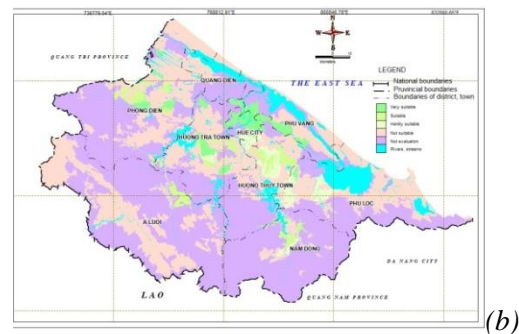 N
W E
S
QUANG TRI PROVINCE
QUANG DIEN
THE EAST SEA
PHONG DIEN
PHU VANG
HUE CITY
HUONG TRA TOWN
HUONG THUY TOWN
PHU LOC
A LUOI
NAM DONG
DA NANG CITY
LAO
QUANG NAM PROVINCE
LEGEND
National boundaries
Provincial boundaries
Boundaries of district, town
Very suitable
Suitable
Not suitable
Not evaluation
Rivers, streams
(b)